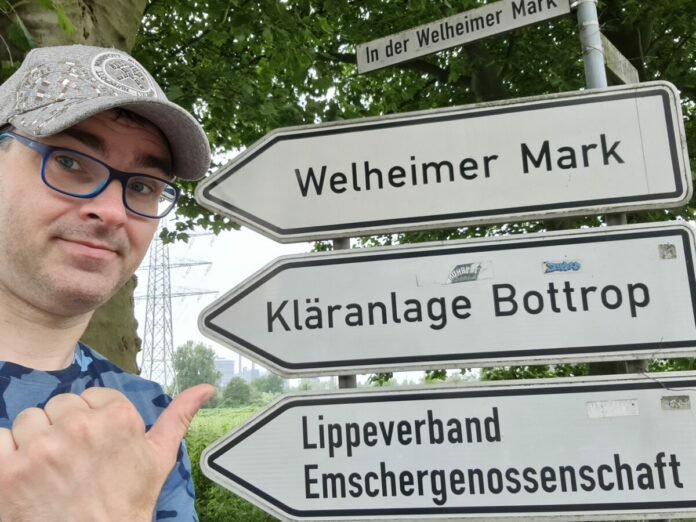 In der Welheimer Mark
Welheimer Mark
Kläranlage Bottrop
Lippeverband
Emschergenossenschaft